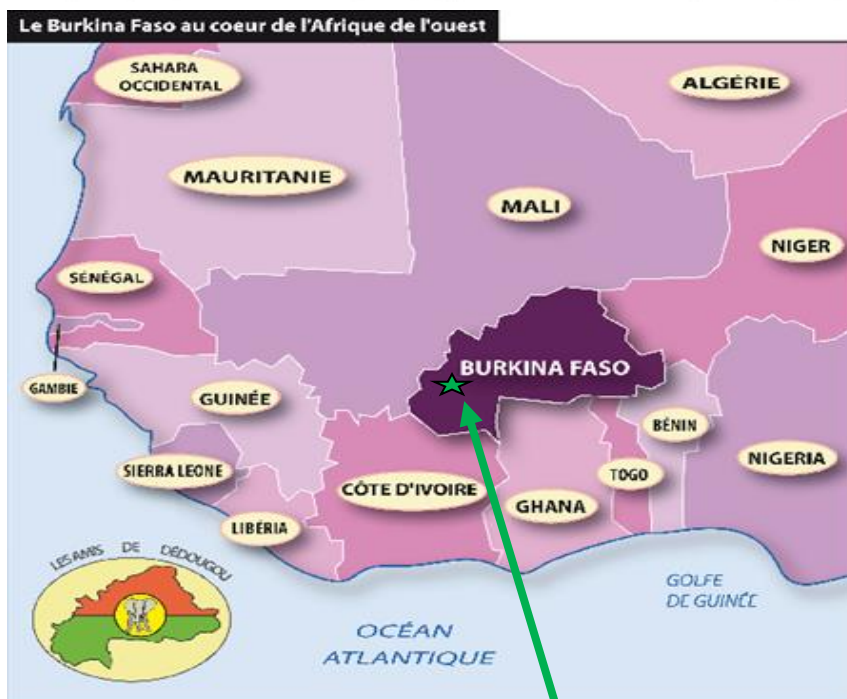 Le Burkina Faso au coeur de l'Afrique de l'ouest
SAHARA
OCCIDENTAL
ALGÉRIE
MAURITANIE
MALI
NIGER
SÉNÉGAL
BURKINA FASO
GAMBIE
GUINÉE
BÉNIN
SIERRA LEONE
CÔTE D'IVOIRE
GHANA
TOGO
NIGERIA
LIBÉRIA
LES AMIS DE DÉDOUGOU
GOLFE
DE GUINÉE
OCÉAN
ATLANTIQUE